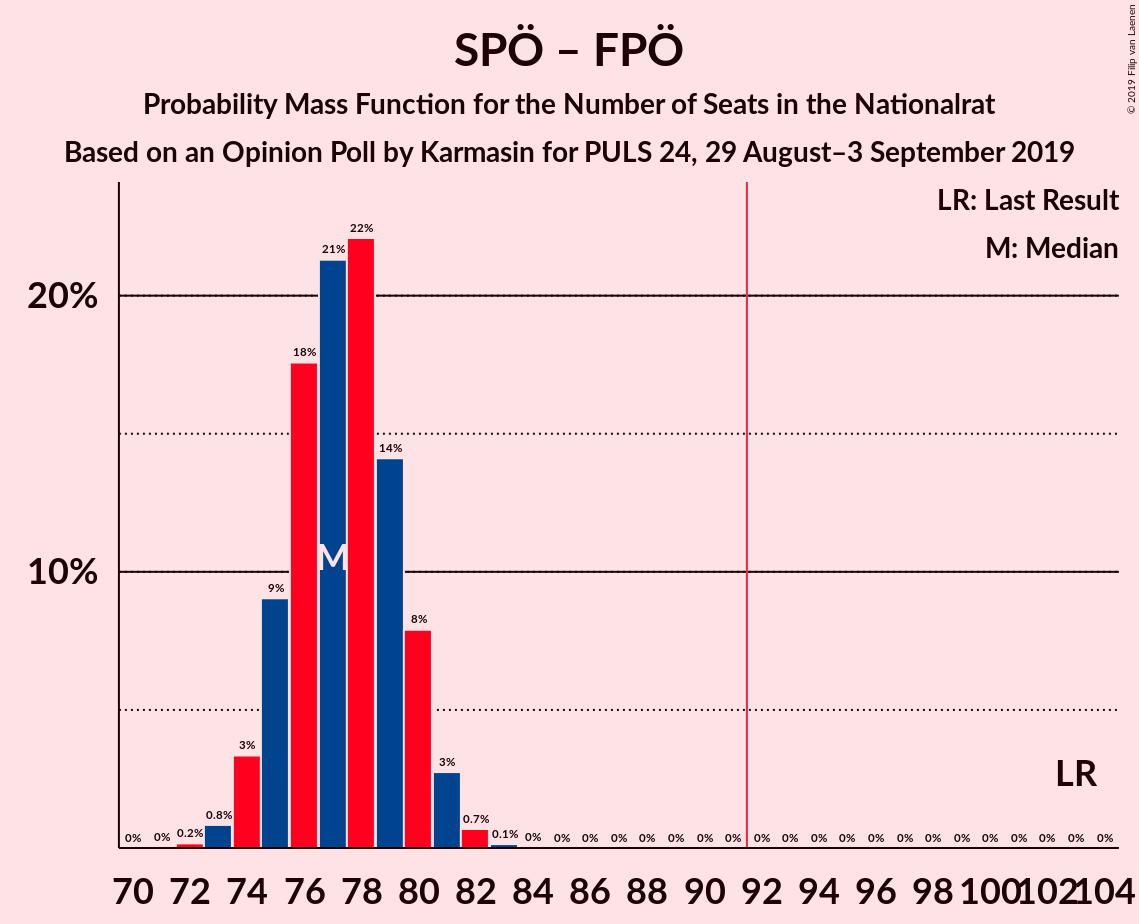 SPÖ – FPÖ
Probability Mass Function for the Number of Seats in the Nationalrat
Based on an Opinion Poll by Karmasin for PULS 24, 29 August–3 September 2019
© 2019 Filip van Laenen
LR: Last Result
M: Median
20%
10%
0% 0% 0.2% 0.8% 3% 9% 18% 21% 22% 14% 8% 3% 0.7% 0.1% 0% 0% 0% 0% 0% 0% 0% 0% 0% 0% 0% 0% 0% 0% 0% 0% 0% 0% 0% 0% 0%
M
LR
70 72 74 76 78 80 82 84 86 88 90 92 94 96 98 100 102 104